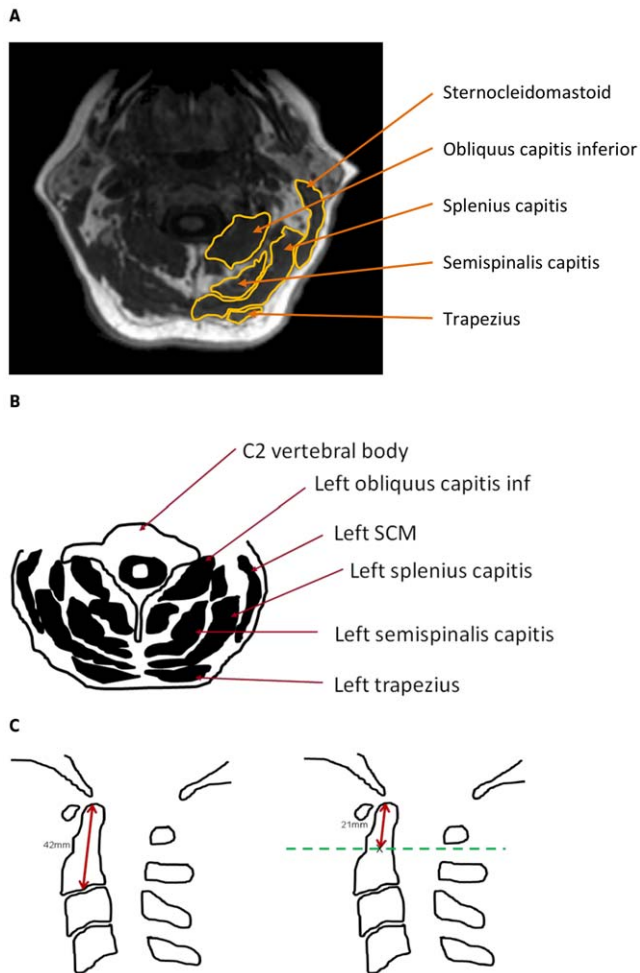 A
Sternocleidomastoid
Obliquus capitis inferior
Splenius capitis
Semispinalis capitis
Trapezius
B
C2 vertebral body
Left obliquus capitis inf
Left SCM
Left splenius capitis
Left semispinalis capitis
Left trapezius
C
42mm
21mm